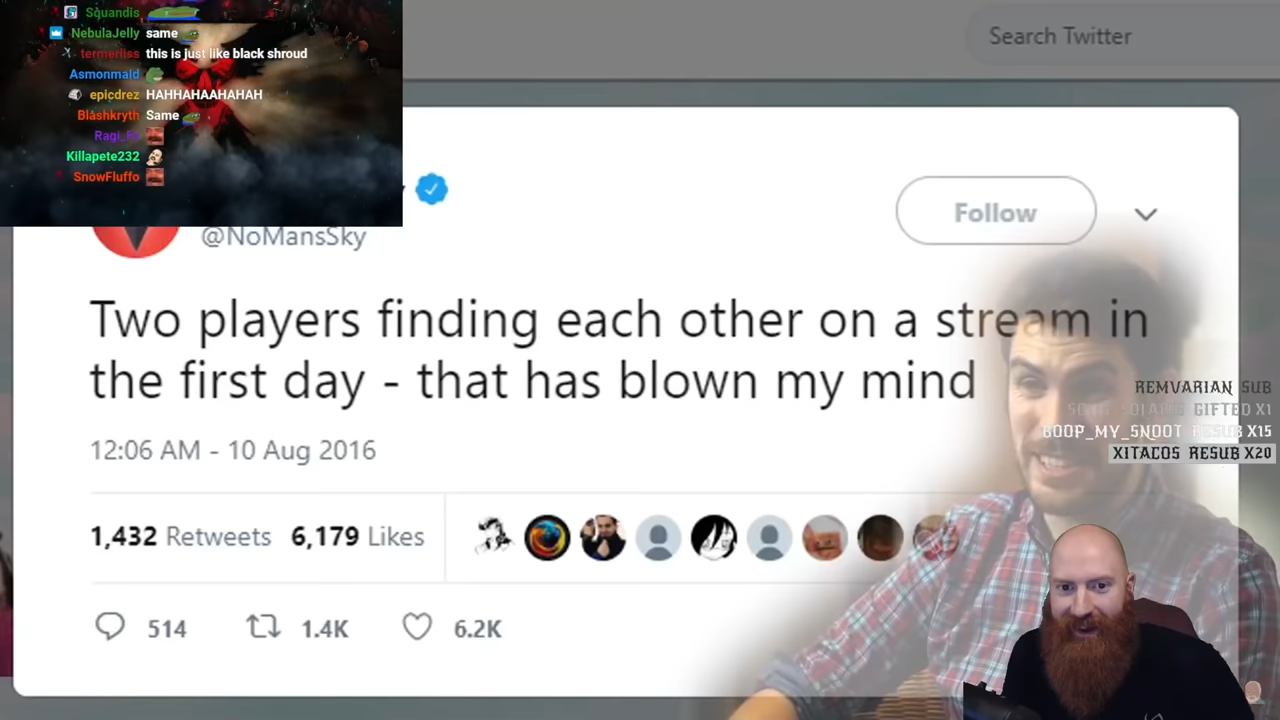 Squandis
NebulaJelly same
termerliss this is just like black shroud
Asmonmald
epicdrez HAHHAHAAHAHAH
Blashkryth Same
Killapete232
SnowFluffo
Search Twitter
@NoMansSky
Follow
Two players finding each other on a stream in
the first day - that has blown my mind
12:06 AM - 10 Aug 2016
1,432 Retweets 6,179 Likes
514 1.4K 6.2K
REMVARIAN SUB
GIFTED X1
BOOP_MY_SNOOT RESUB X15
XITACOS RESUB X20